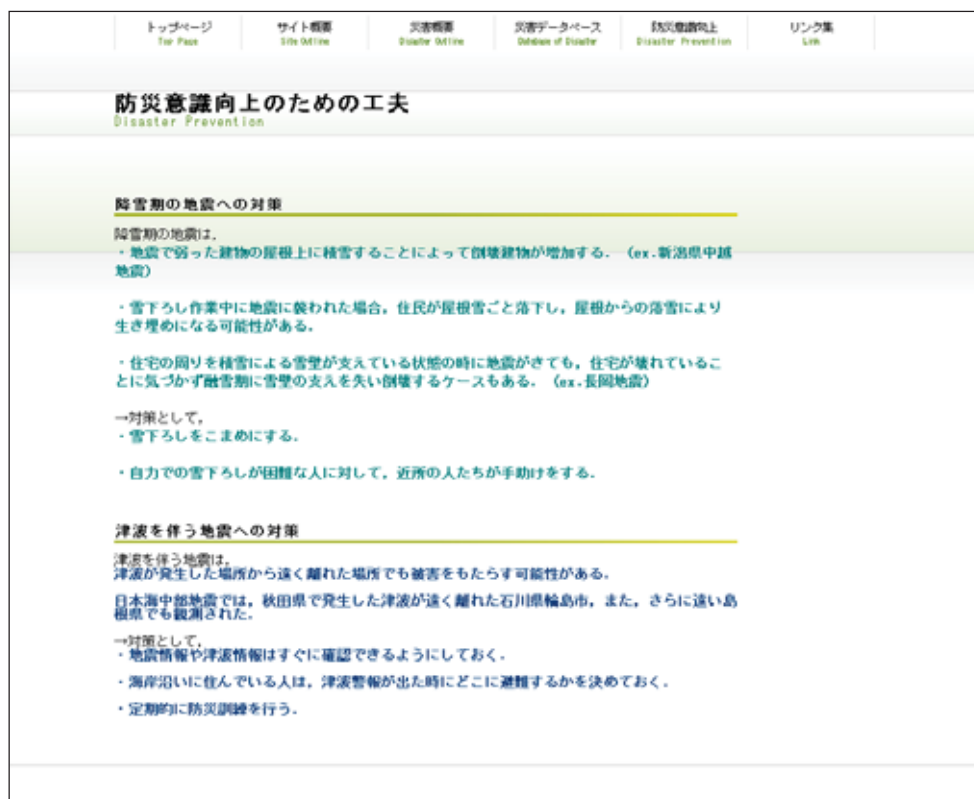 トップページ サイト概要 災害概要 災害データベース 防災意識向上 リンク集
Top Page Site Outline Disaster Outline Database of Disaster Disaster Prevention Link
防災意識向上のための工夫
Disaster Prevention
降雪期の地震への対策
降雪期の地震は，
・地震で弱った建物の屋根上に積雪することによって倒壊建物が増加する．（ex.新潟県中越
地震）
・雪下ろし作業中に地震に襲われた場合，住民が屋根雪ごと落下し，屋根からの落雪により
生き埋めになる可能性がある．
・住宅の周りを積雪による雪壁が支えている状態の時に地震がきても，住宅が壊れているこ
とに気づかず融雪期に雪壁の支えを失い倒壊するケースもある．（ex.長岡地震）
→対策として，
・雪下ろしをこまめにする．
・自力での雪下ろしが困難な人に対して，近所の人たちが手助けをする．
津波を伴う地震への対策
津波を伴う地震は，
津波が発生した場所から遠く離れた場所でも被害をもたらす可能性がある．
日本海中部地震では，秋田県で発生した津波が遠く離れた石川県輪島市，また，さらに遠い島
根県でも観測された．
→対策として，
・地震情報や津波情報はすぐに確認できるようにしておく．
・海岸沿いに住んでいる人は，津波警報が出た時にどこに避難するかを決めておく．
・定期的に防災訓練を行う．